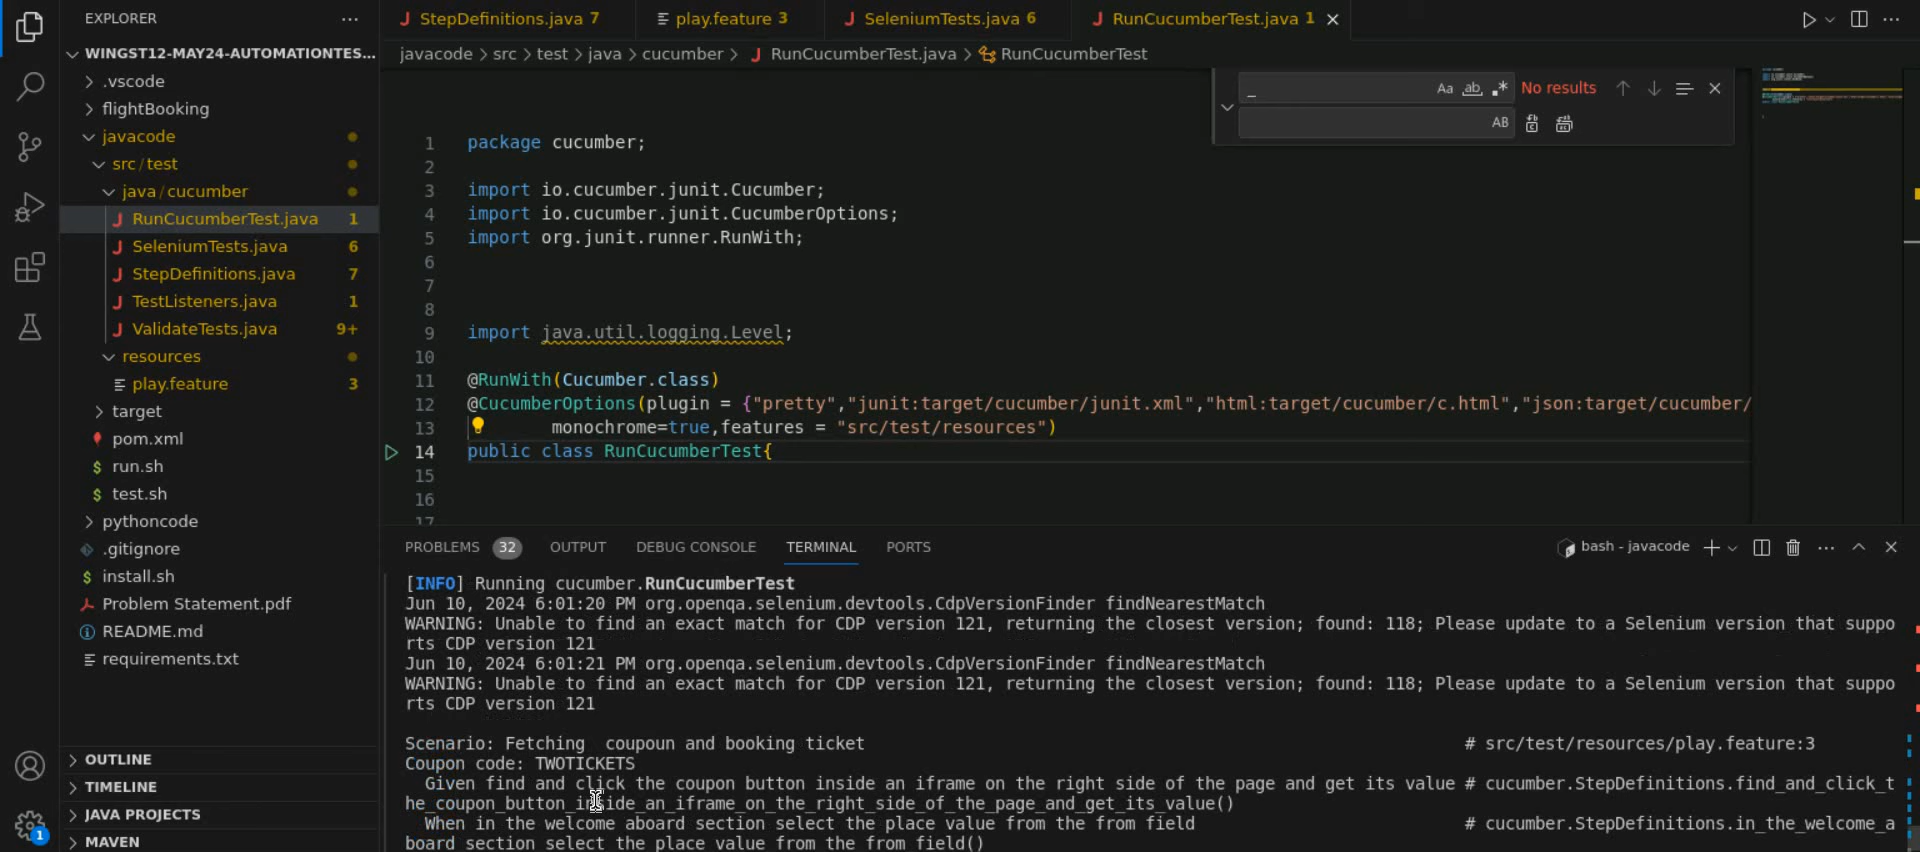 EXPLORER
StepDefinitions.java 7
play.feature 3
SeleniumTests.java 6
RunCucumberTest.java 1
WINGST12-MAY24-AUTOMATIONTES...
javacode > src > test > java > cucumber > RunCucumberTest.java > RunCucumberTest
.vscode
flightBooking
javacode
src / test
java / cucumber
RunCucumberTest.java 1
SeleniumTests.java 6
StepDefinitions.java 7
TestListeners.java 1
ValidateTests.java 9+
resources
play.feature 3
target
pom.xml
run.sh
test.sh
pythoncode
.gitignore
install.sh
Problem Statement.pdf
README.md
requirements.txt
OUTLINE
TIMELINE
JAVA PROJECTS
MAVEN
1
_
Aa ab .* No results
AB
1 package cucumber;
2
3 import io.cucumber.junit.Cucumber;
4 import io.cucumber.junit.CucumberOptions;
5 import org.junit.runner.RunWith;
6
7
8
9 import java.util.logging.Level;
10
11 @RunWith(Cucumber.class)
12 @CucumberOptions(plugin = {"pretty","junit:target/cucumber/junit.xml","html:target/cucumber/c.html","json:target/cucumber/
13 monochrome=true,features = "src/test/resources")
14 public class RunCucumberTest{
15
16
17
PROBLEMS 32 OUTPUT DEBUG CONSOLE TERMINAL PORTS
bash - javacode
[INFO] Running cucumber.RunCucumberTest
Jun 10, 2024 6:01:20 PM org.openqa.selenium.devtools.CdpVersionFinder findNearestMatch
WARNING: Unable to find an exact match for CDP version 121, returning the closest version; found: 118; Please update to a Selenium version that suppo
rts CDP version 121
Jun 10, 2024 6:01:21 PM org.openqa.selenium.devtools.CdpVersionFinder findNearestMatch
WARNING: Unable to find an exact match for CDP version 121, returning the closest version; found: 118; Please update to a Selenium version that suppo
rts CDP version 121
Scenario: Fetching  coupoun and booking ticket # src/test/resources/play.feature:3
Coupon code: TWOTICKETS
Given find and click the coupon button inside an iframe on the right side of the page and get its value # cucumber.StepDefinitions.find_and_click_t
he_coupon_button_inside_an_iframe_on_the_right_side_of_the_page_and_get_its_value()
When in the welcome aboard section select the place value from the from field # cucumber.StepDefinitions.in_the_welcome_a
board_section_select_the_place_value_from_the_from_field()